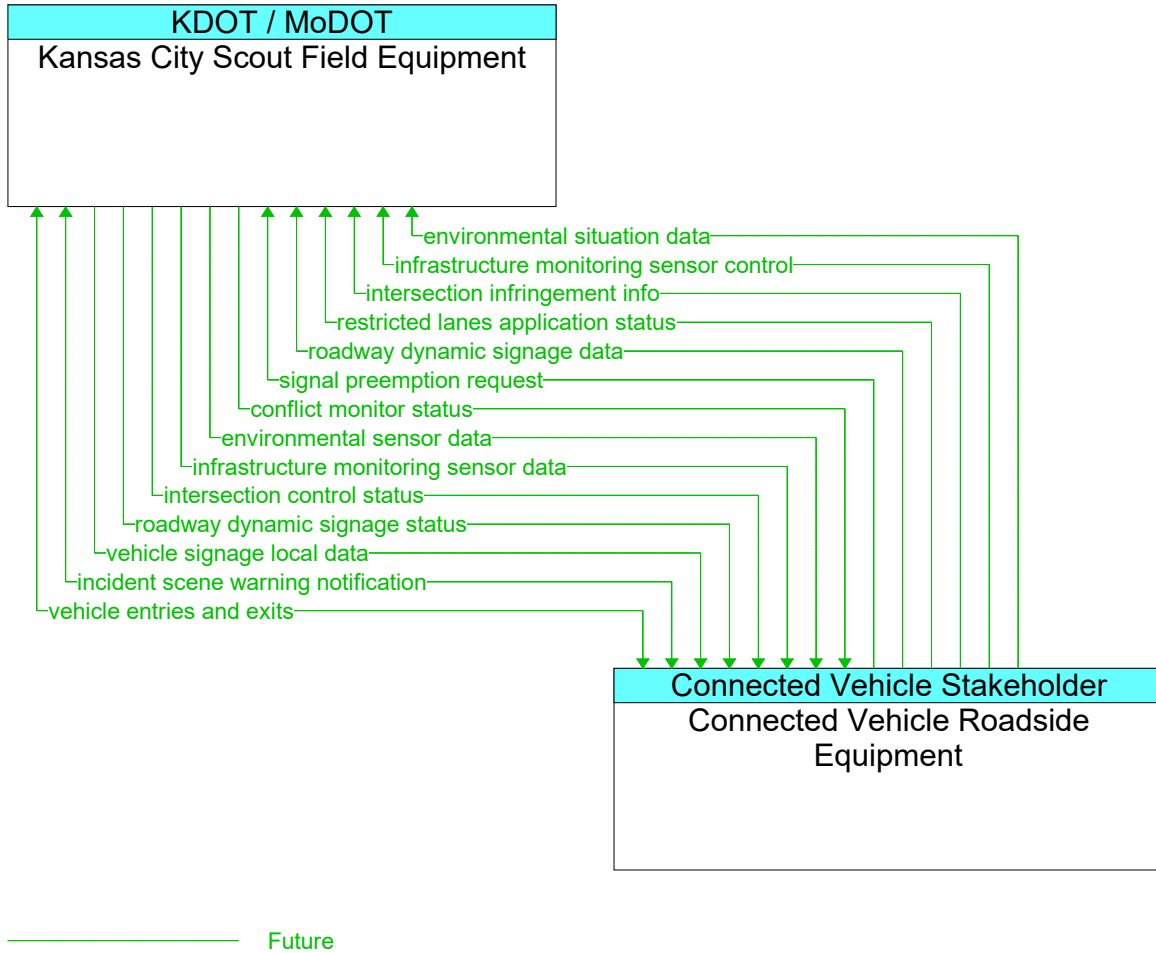 KDOT / MoDOT
Kansas City Scout Field Equipment
environmental situation data
infrastructure monitoring sensor control
intersection infringement info
restricted lanes application status
roadway dynamic signage data
signal preemption request
conflict monitor status
environmental sensor data
infrastructure monitoring sensor data
intersection control status
roadway dynamic signage status
vehicle signage local data
incident scene warning notification
vehicle entries and exits
Connected Vehicle Stakeholder
Connected Vehicle Roadside
Equipment
Future